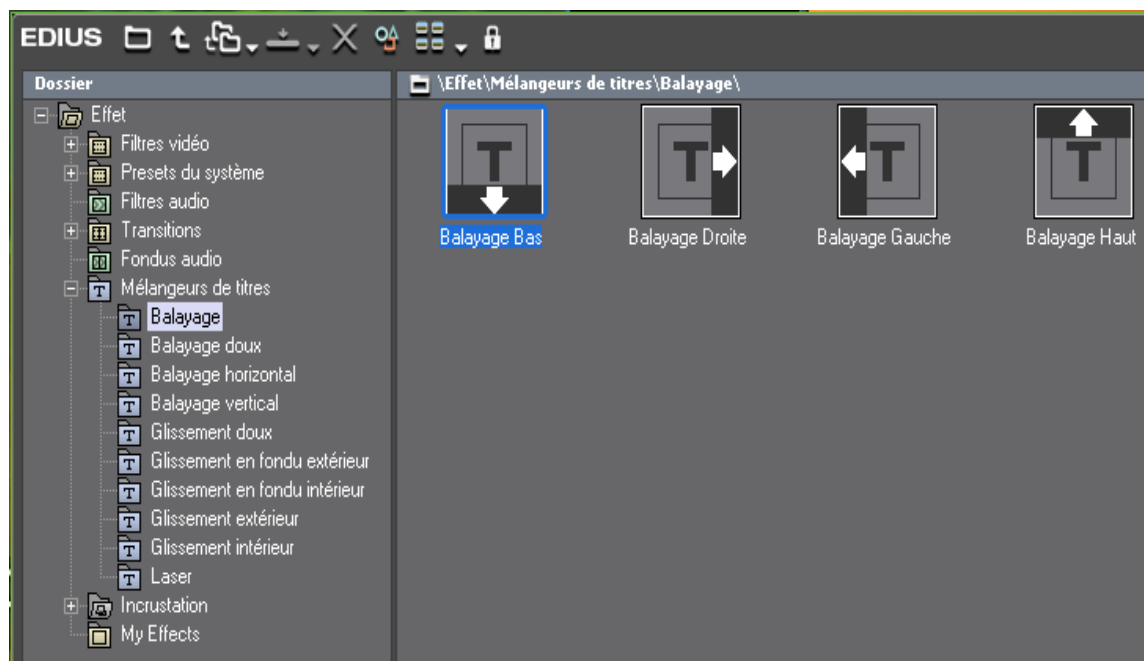 EDIUS
Dossier
\Effet\Mélangeurs de titres\Balayage\
Effet
Filtres vidéo
Presets du système
Filtres audio
Transitions
Fondus audio
Mélangeurs de titres
Balayage
Balayage doux
Balayage horizontal
Balayage vertical
Glissement doux
Glissement en fondu extérieur
Glissement en fondu intérieur
Glissement extérieur
Glissement intérieur
Laser
Incrustation
My Effects
Balayage Bas
Balayage Droite
Balayage Gauche
Balayage Haut